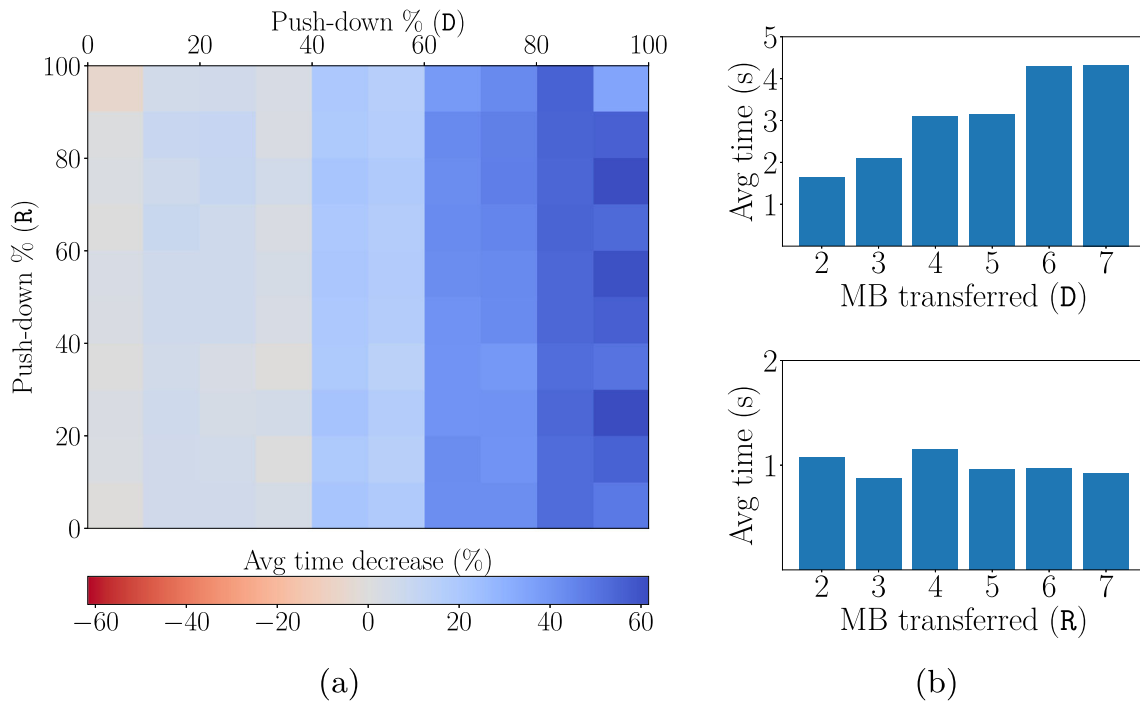 Push-down % (D)
0 20 40 60 80 100
Push-down % (R)
100
80
60
40
20
0
Avg time decrease (%)
−60 −40 −20 0 20 40 60
(a)
Avg time (s)
5
4
3
2
1
2 3 4 5 6 7
MB transferred (D)
Avg time (s)
2
1
2 3 4 5 6 7
MB transferred (R)
(b)